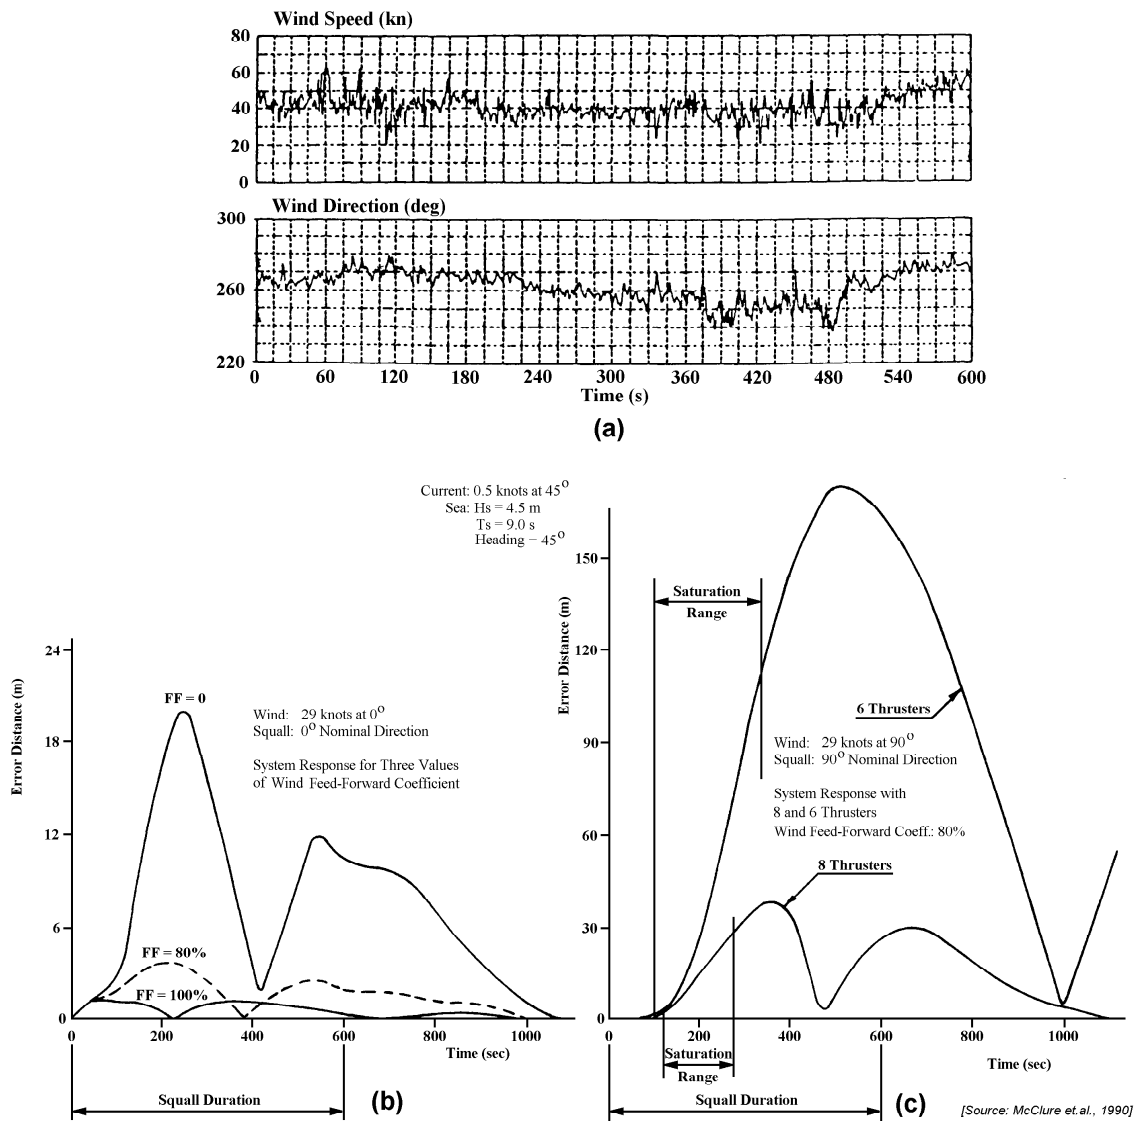 Wind Speed (kn)
80
60
40
20
0
Wind Direction (deg)
300
260
220
0 60 120 180 240 300 360 420 480 540 600
Time (s)
(a)
Current: 0.5 knots at 45°
Sea: Hs = 4.5 m
Ts = 9.0 s
Heading = 45°
Error Distance (m)
24
18
12
6
0
FF = 0
Wind: 29 knots at 0°
Squall: 0° Nominal Direction
System Response for Three Values
of Wind Feed-Forward Coefficient
FF = 80%
FF = 100%
0 200 400 600 800 1000
Time (sec)
Squall Duration
(b)
Error Distance (m)
150
120
90
60
30
0
Saturation
Range
6 Thrusters
Wind: 29 knots at 90°
Squall: 90° Nominal Direction
System Response with
8 and 6 Thrusters
Wind Feed-Forward Coeff.: 80%
8 Thrusters
0 200 400 600 800 1000
Saturation
Range
Time (sec)
Squall Duration
(c)
[Source: McClure et.al., 1990]